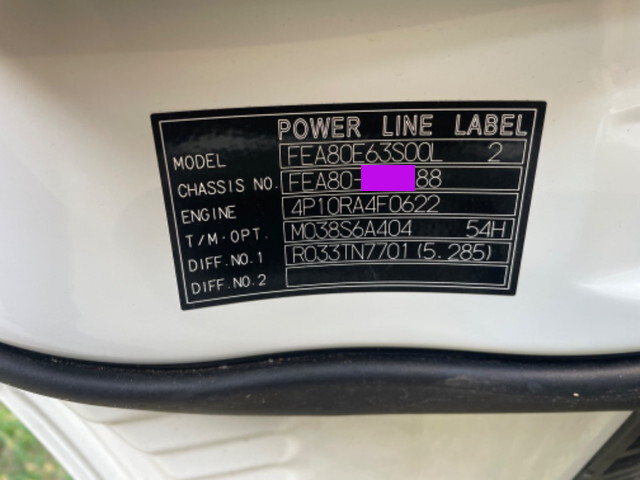 POWER LINE LABEL
MODEL FEA80E63S00L 2
CHASSIS NO. FEA80- 88
ENGINE 4P10RA4F0622
T/M·OPT. M038S6A404 54H
DIFF.NO.1 R033TN7701(5.285)
DIFF.NO.2